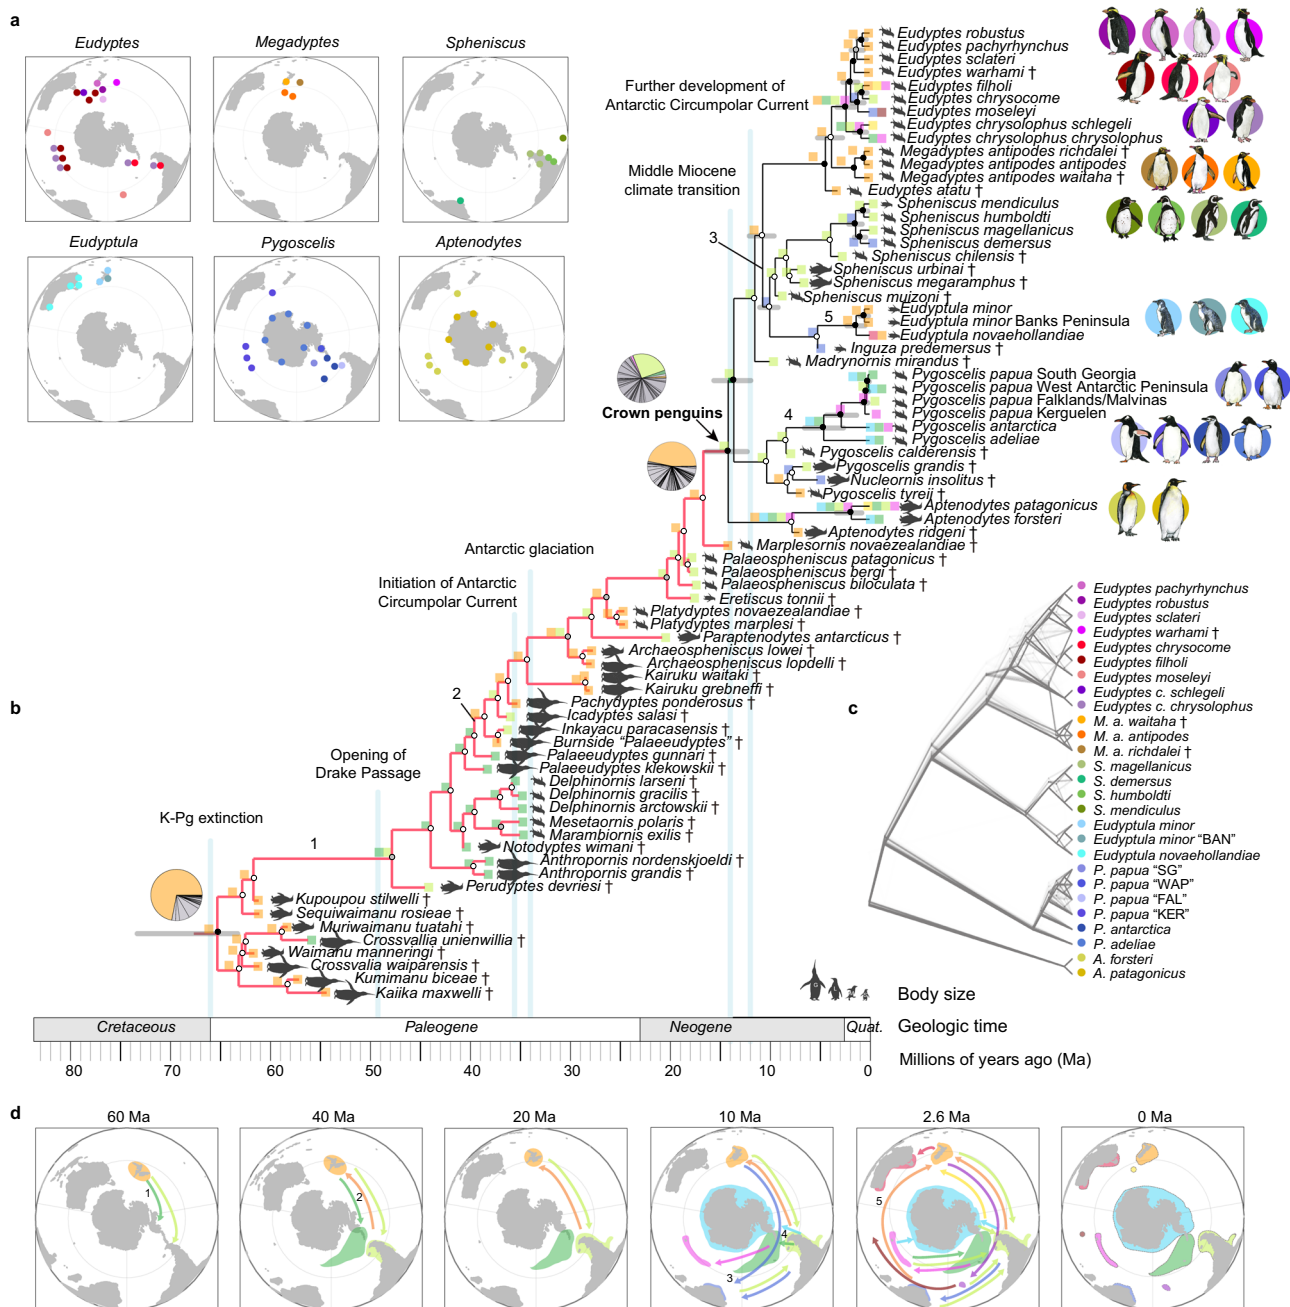 a
Eudyptes
Megadyptes
Spheniscus
Eudyptula
Pygoscelis
Aptenodytes
b
Further development of
Antarctic Circumpolar Current
Middle Miocene
climate transition
3
5
4
Crown penguins
Antarctic glaciation
Initiation of Antarctic
Circumpolar Current
2
Opening of
Drake Passage
K-Pg extinction
1
Eudyptes robustus
Eudyptes pachyrhynchus
Eudyptes sclateri
Eudyptes warhami †
Eudyptes filholi
Eudyptes chrysocome
Eudyptes moseleyi
Eudyptes chrysolophus schlegeli
Eudyptes chrysolophus chrysolophus
Megadyptes antipodes richdalei †
Megadyptes antipodes antipodes
Megadyptes antipodes waitaha †
Eudyptes atatu †
Spheniscus mendiculus
Spheniscus humboldti
Spheniscus magellanicus
Spheniscus demersus
Spheniscus chilensis †
Spheniscus urbinai †
Spheniscus megaramphus †
Spheniscus muizoni †
Eudyptula minor
Eudyptula minor Banks Peninsula
Eudyptula novaehollandiae
Inguza predemersus †
Madrynornis mirandus †
Pygoscelis papua South Georgia
Pygoscelis papua West Antarctic Peninsula
Pygoscelis papua Falklands/Malvinas
Pygoscelis papua Kerguelen
Pygoscelis antarctica
Pygoscelis adeliae
Pygoscelis calderensis †
Pygoscelis grandis †
Nucleornis insolitus †
Pygoscelis tyreii †
Aptenodytes patagonicus
Aptenodytes forsteri
Aptenodytes ridgeni †
Marplesornis novaezealandiae †
Palaeospheniscus patagonicus †
Palaeospheniscus bergi †
Palaeospheniscus biloculata †
Eretiscus tonnii †
Platydyptes novaezealandiae †
Platydyptes marplesi †
Paraptenodytes antarcticus †
Archaeospheniscus lowei †
Archaeospheniscus lopdelli †
Kairuku waitaki †
Kairuku grebneffi †
Pachydyptes ponderosus †
Icadyptes salasi †
Inkayacu paracasensis †
Burnside “Palaeeudyptes” †
Palaeeudyptes gunnari †
Palaeeudyptes klekowskii †
Delphinornis larseni †
Delphinornis gracilis †
Delphinornis arctowskii †
Mesetaornis polaris †
Marambiornis exilis †
Notodyptes wimani †
Anthropornis nordenskjoeldi †
Anthropornis grandis †
Perudyptes devriesi †
Kupoupou stilwelli †
Sequiwaimanu rosieae †
Muriwaimanu tuatahi †
Crossvallia unienwillia †
Waimanu manneringi †
Crossvallia waiparensis †
Kumimanu biceae †
Kaiika maxwelli †
Body size
Cretaceous
Paleogene
Neogene
Quat.
Geologic time
80
70
60
50
40
30
20
10
0
Millions of years ago (Ma)
c
Eudyptes pachyrhynchus
Eudyptes robustus
Eudyptes sclateri
Eudyptes warhami †
Eudyptes chrysocome
Eudyptes filholi
Eudyptes moseleyi
Eudyptes c. schlegeli
Eudyptes c. chrysolophus
M. a. waitaha †
M. a. antipodes
M. a. richdalei †
S. magellanicus
S. demersus
S. humboldti
S. mendiculus
Eudyptula minor
Eudyptula minor “BAN”
Eudyptula novaehollandiae
P. papua “SG”
P. papua “WAP”
P. papua “FAL”
P. papua “KER”
P. antarctica
P. adeliae
A. forsteri
A. patagonicus
d
60 Ma
40 Ma
20 Ma
10 Ma
2.6 Ma
0 Ma
1
2
3
4
5